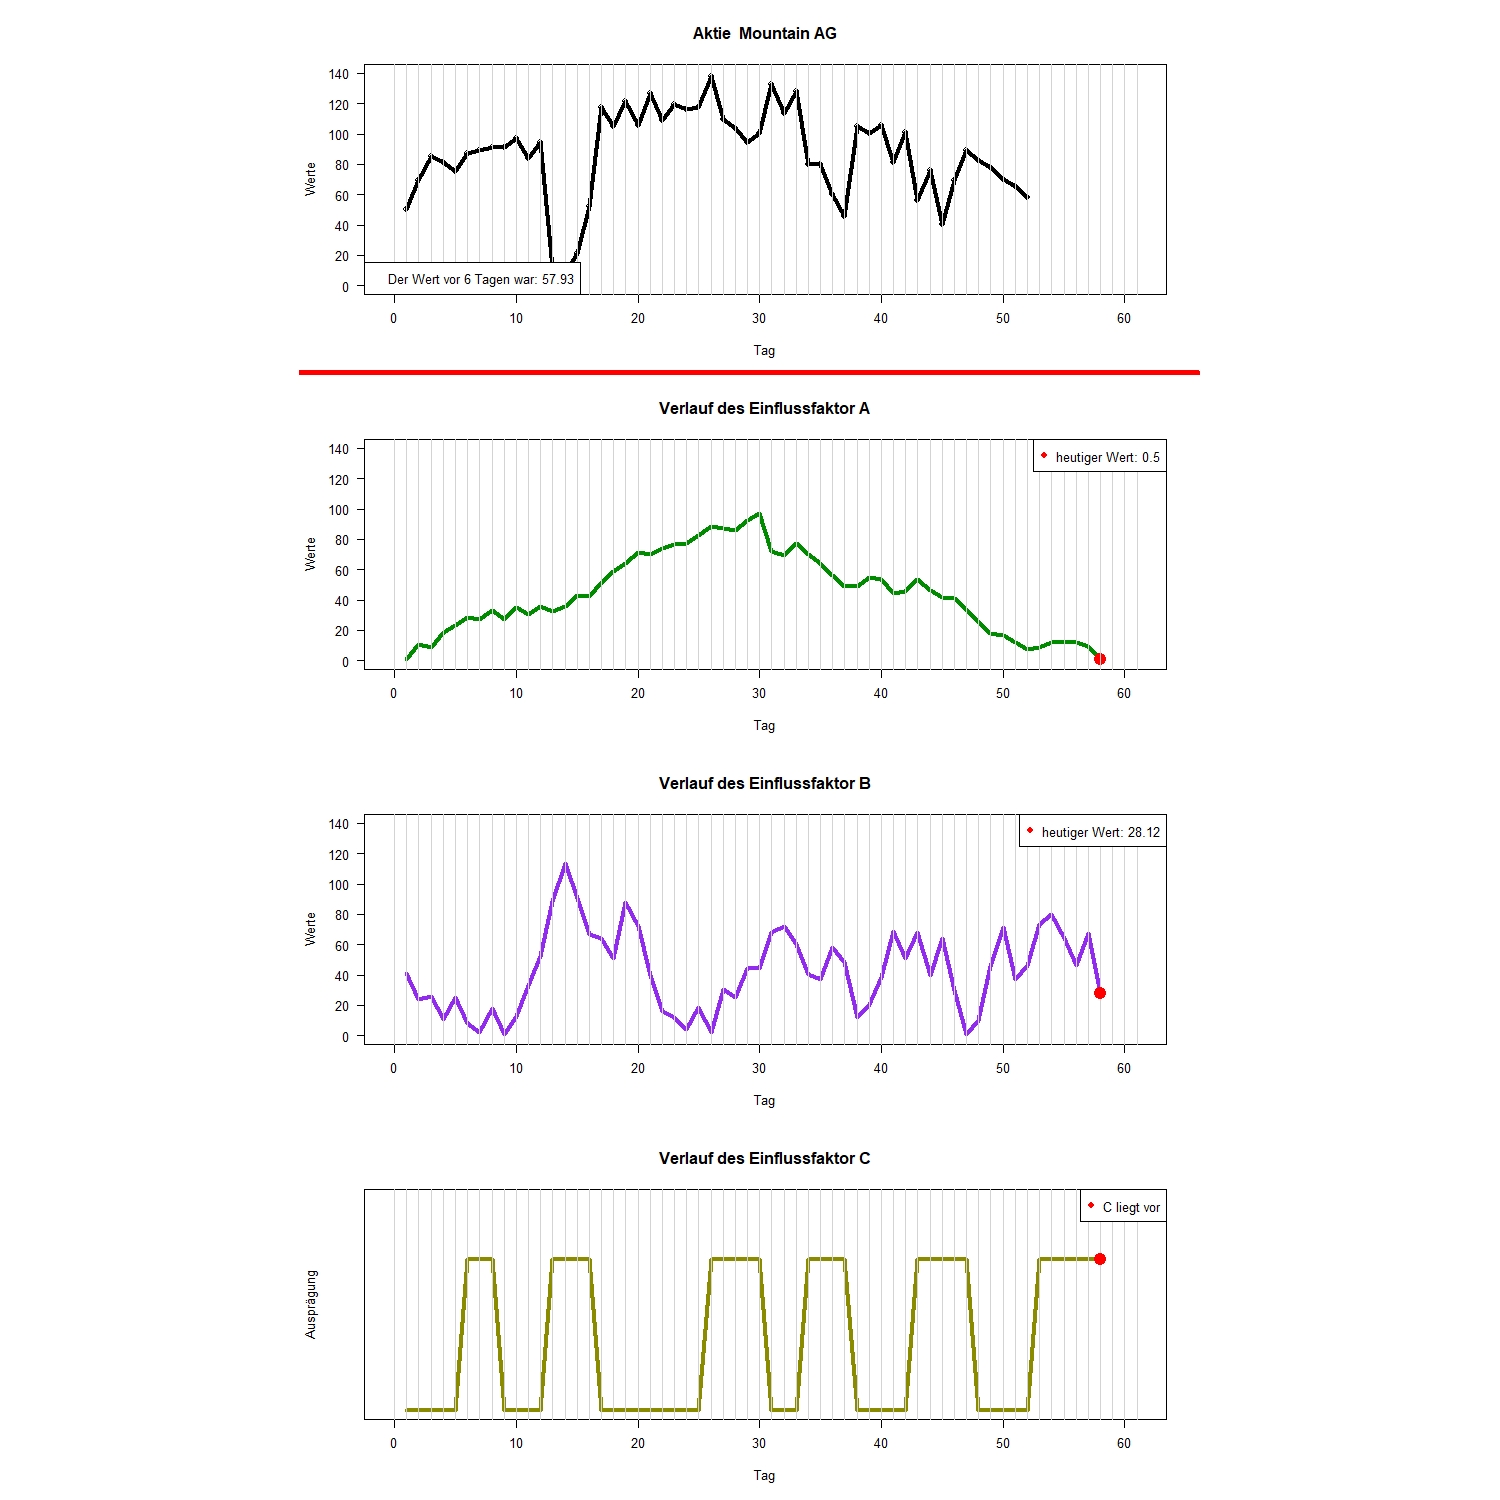 Aktie  Mountain AG
Werte
140
120
100
80
60
40
20
0
Der Wert vor 6 Tagen war: 57.93
0 10 20 30 40 50 60
Tag
Verlauf des Einflussfaktor A
Werte
140
120
100
80
60
40
20
0
heutiger Wert: 0.5
0 10 20 30 40 50 60
Tag
Verlauf des Einflussfaktor B
Werte
140
120
100
80
60
40
20
0
heutiger Wert: 28.12
0 10 20 30 40 50 60
Tag
Verlauf des Einflussfaktor C
Ausprägung
C liegt vor
0 10 20 30 40 50 60
Tag